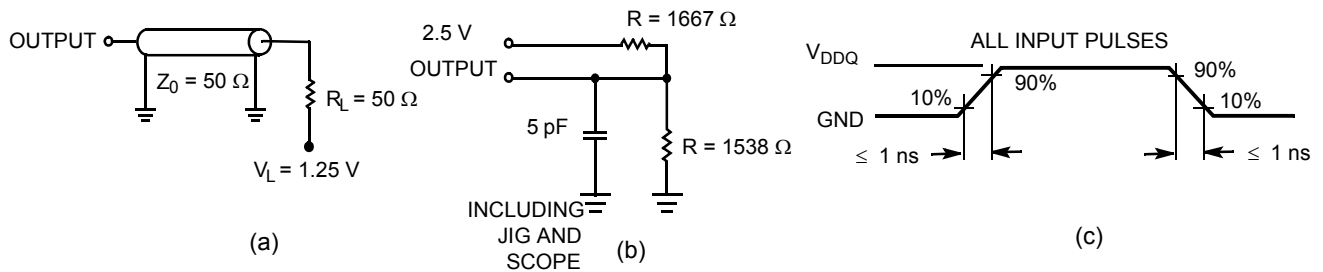 OUTPUT
Z0 = 50 Ω
RL = 50 Ω
VL = 1.25 V
(a)
R = 1667 Ω
2.5 V
OUTPUT
5 pF
R = 1538 Ω
INCLUDING
JIG AND
SCOPE
(b)
ALL INPUT PULSES
VDDQ
90%
90%
10%
10%
GND
≤ 1 ns
≤ 1 ns
(c)